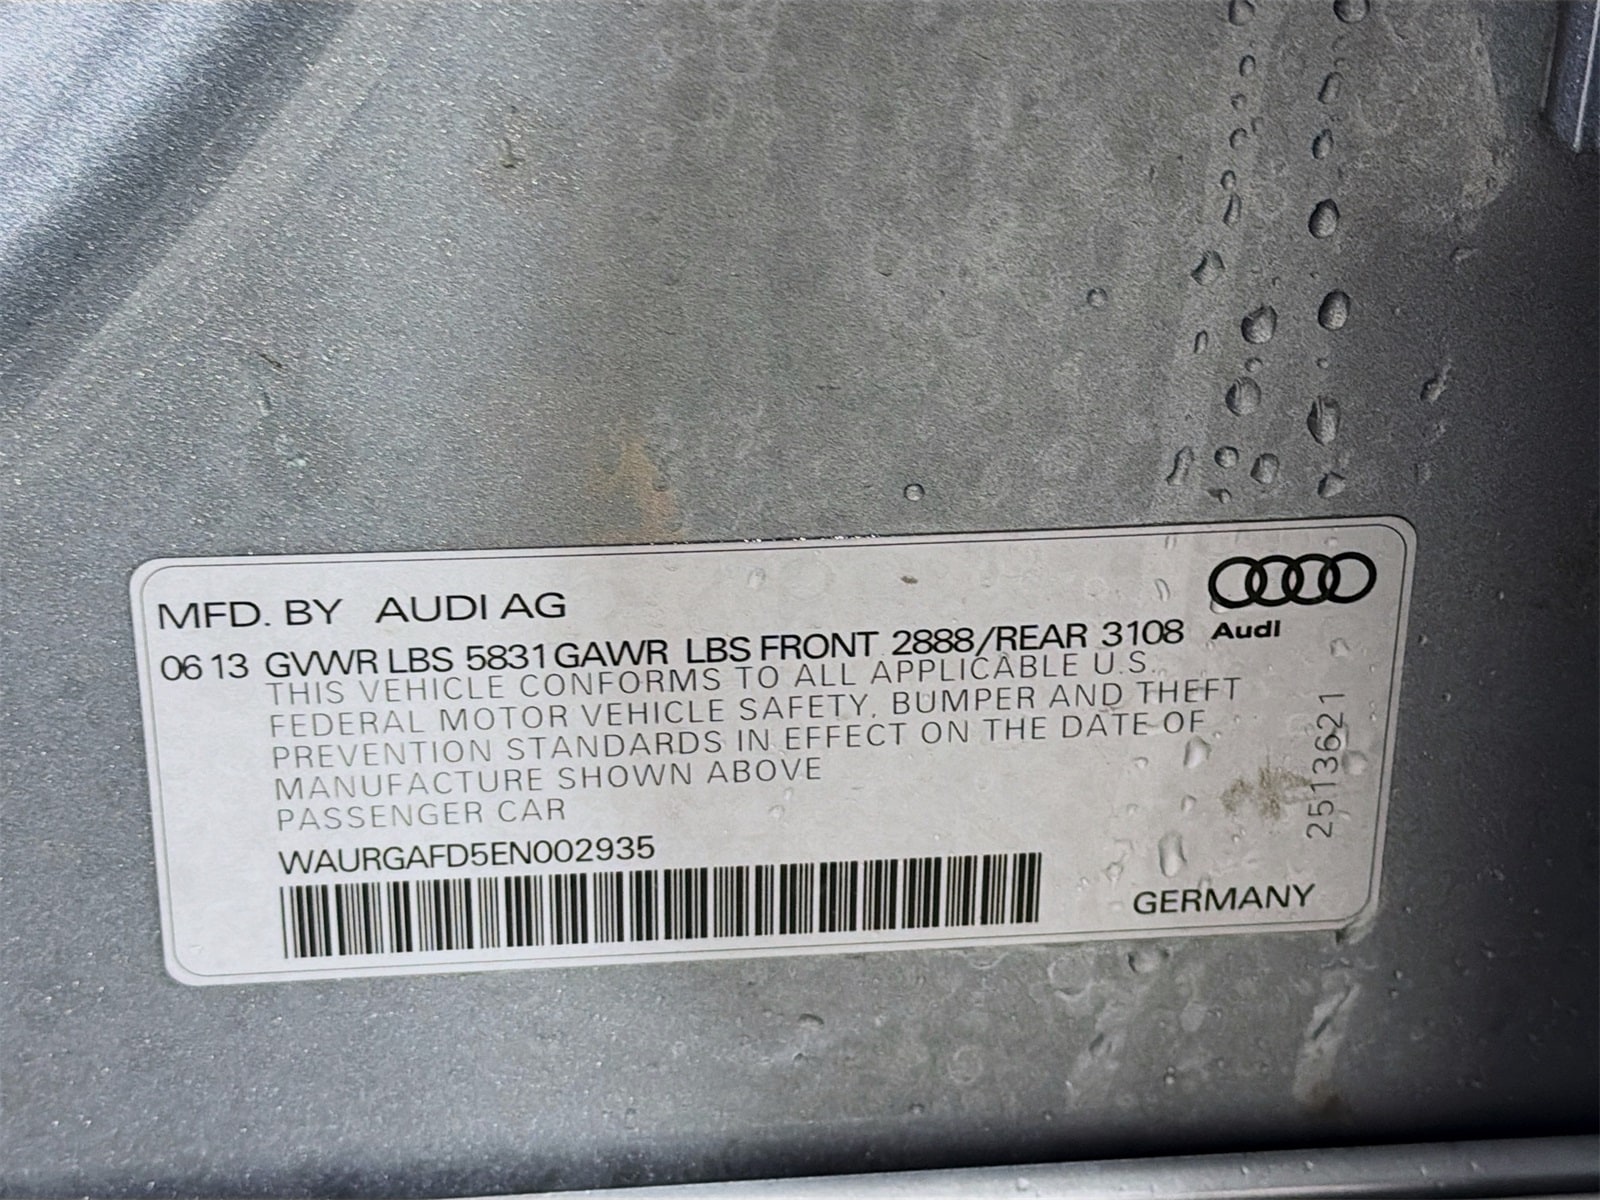 MFD. BY AUDI AG
06 13 GVWR LBS 5831 GAWR LBS FRONT 2888/REAR 3108
Audi
THIS VEHICLE CONFORMS TO ALL APPLICABLE U.S.
FEDERAL MOTOR VEHICLE SAFETY, BUMPER AND THEFT
PREVENTION STANDARDS IN EFFECT ON THE DATE OF
MANUFACTURE SHOWN ABOVE
PASSENGER CAR
WAURGAFD5EN002935
GERMANY
2513621